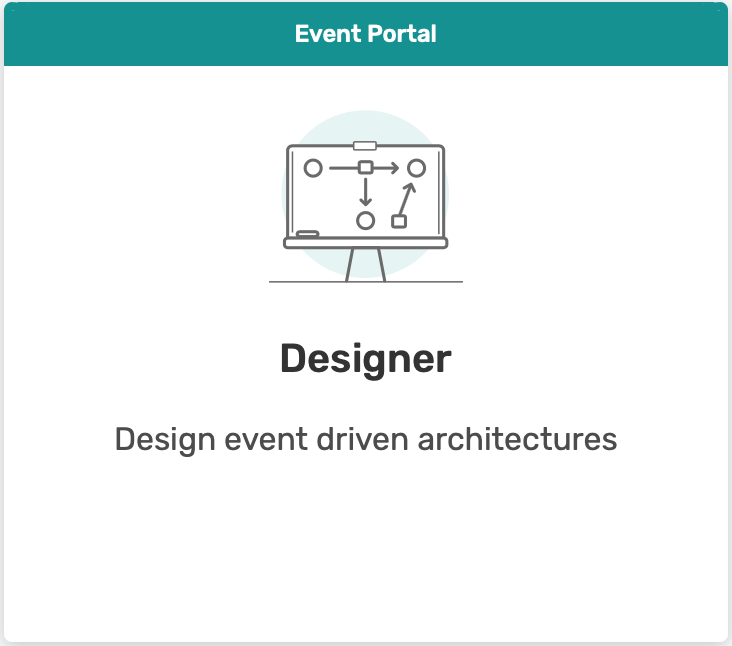 Event Portal
Designer
Design event driven architectures